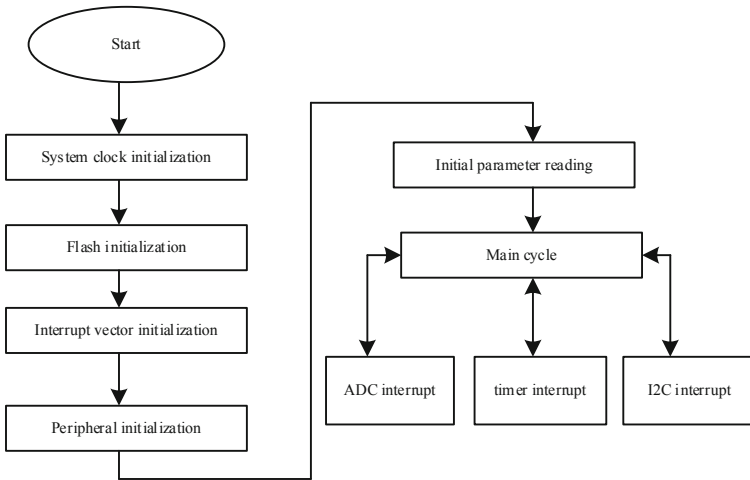 Start
System clock initialization
Flash initialization
Interrupt vector initialization
Peripheral initialization
Initial parameter reading
Main cycle
ADC interrupt
timer interrupt
I2C interrupt